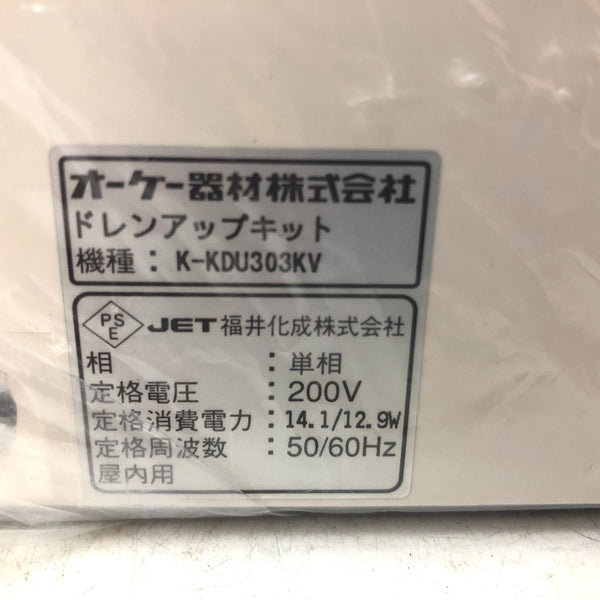 オーケー器材株式会社
ドレンアップキット
機種：K-KDU303KV
PSE JET 福井化成株式会社
相：単相
定格電圧：200V
定格消費電力：14.1/12.9W
定格周波数：50/60Hz
屋内用